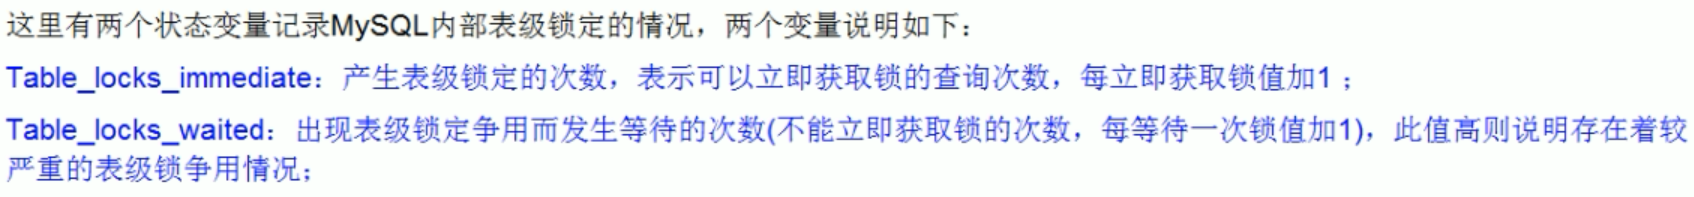 这里有两个状态变量记录MySQL内部表级锁定的情况，两个变量说明如下：
Table_locks_immediate：产生表级锁定的次数，表示可以立即获取锁的查询次数，每立即获取锁值加1 ；
Table_locks_waited：出现表级锁定争用而发生等待的次数(不能立即获取锁的次数，每等待一次锁值加1)，此值高则说明存在着较
严重的表级锁争用情况；